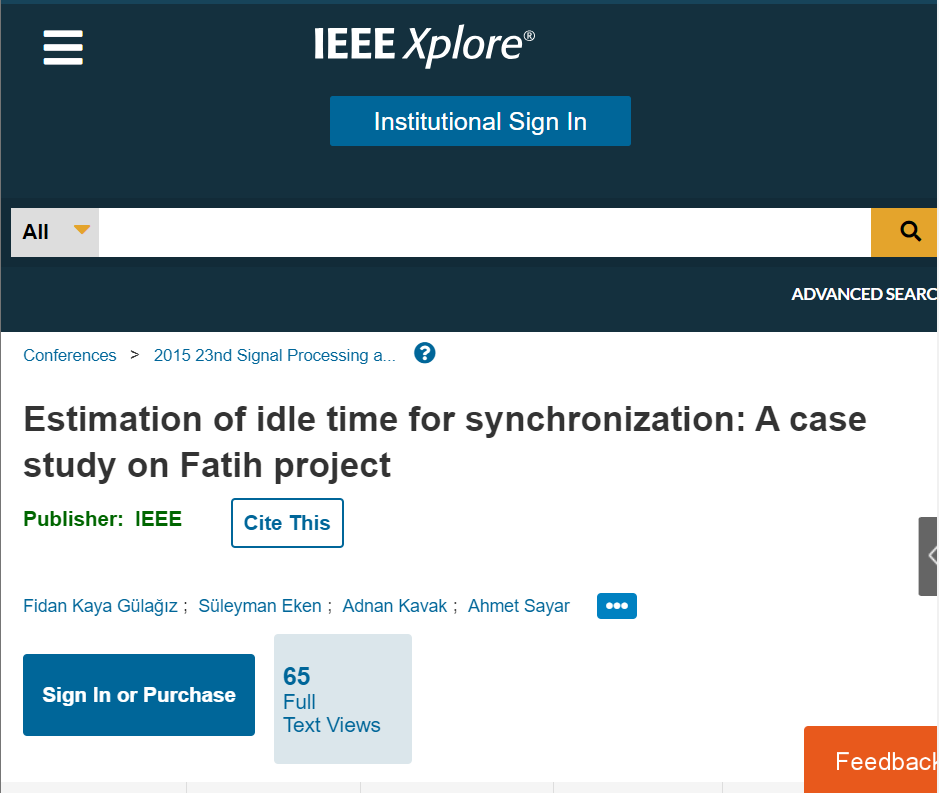 IEEE Xplore®
Institutional Sign In
All
ADVANCED SEARC
Conferences > 2015 23nd Signal Processing a... ?
Estimation of idle time for synchronization: A case
study on Fatih project
Publisher: IEEE
Cite This
Fidan Kaya Gülağız ; Süleyman Eken ; Adnan Kavak ; Ahmet Sayar
Sign In or Purchase
65
Full
Text Views
Feedback